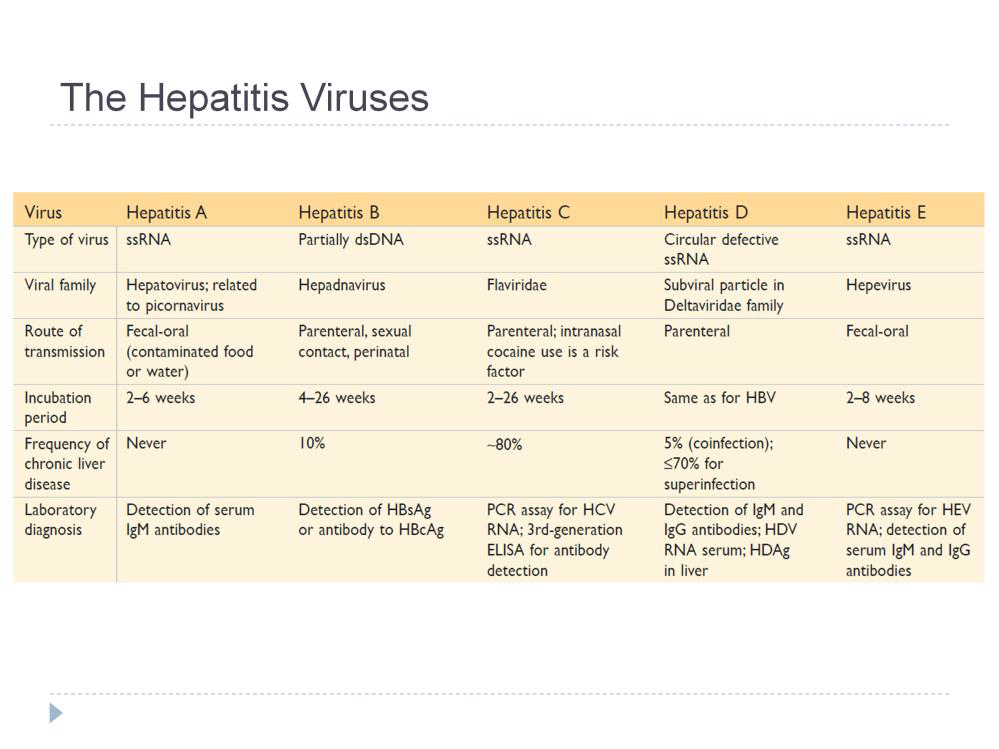 The Hepatitis Viruses
Virus Hepatitis A Hepatitis B Hepatitis C Hepatitis D Hepatitis E
Type of virus ssRNA Partially dsDNA ssRNA Circular defective ssRNA
ssRNA
Viral family Hepatovirus; related Hepadnavirus Flaviridae Subviral particle in Hepevirus
to picornavirus Deltaviridae family
Route of Fecal-oral Parenteral, sexual Parenteral; intranasal Parenteral Fecal-oral
transmission (contaminated food contact, perinatal cocaine use is a risk
or water) factor
Incubation 2–6 weeks 4–26 weeks 2–26 weeks Same as for HBV 2–8 weeks
period
Frequency of Never 10% ~80% 5% (coinfection); Never
chronic liver ≤70% for
disease superinfection
Laboratory Detection of serum Detection of HBsAg PCR assay for HCV Detection of IgM and PCR assay for HEV
diagnosis IgM antibodies or antibody to HBcAg RNA; 3rd-generation IgG antibodies; HDV RNA; detection of
ELISA for antibody RNA serum; HDAg serum IgM and IgG
detection in liver antibodies